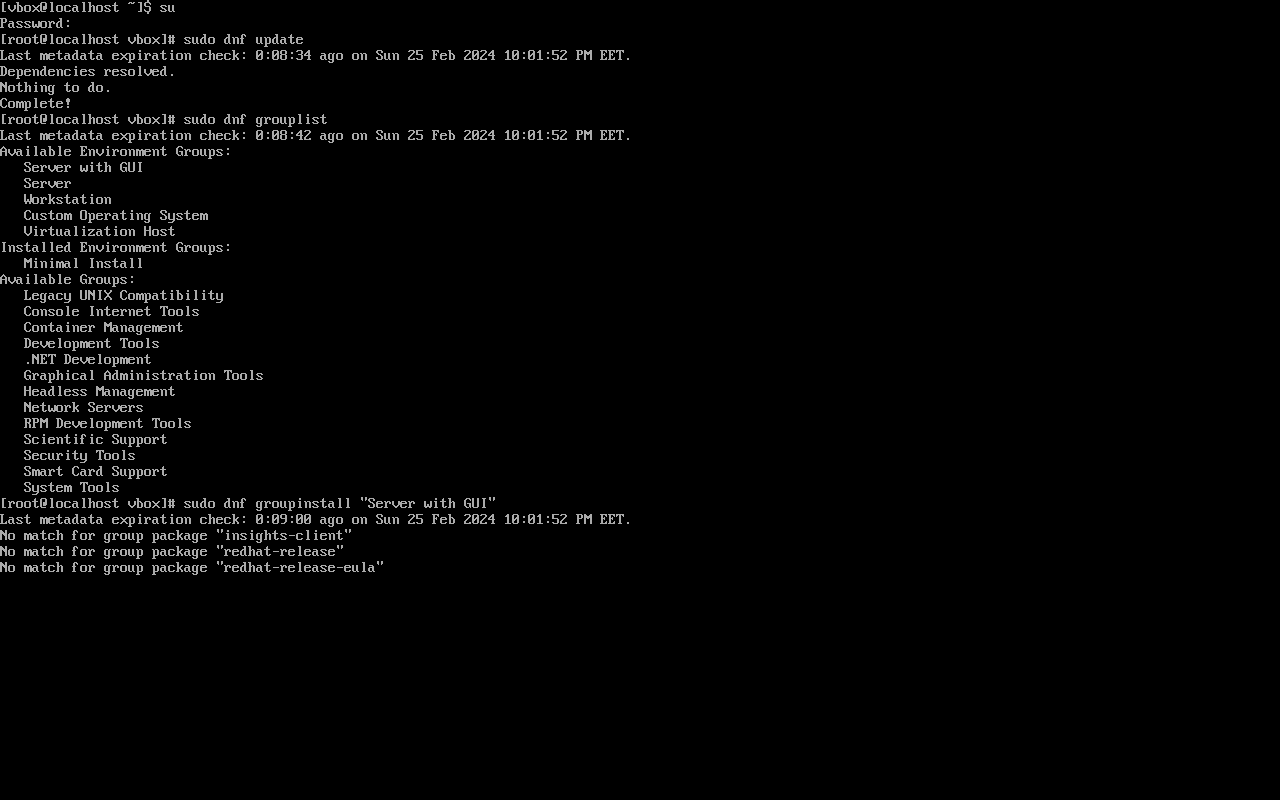 [vbox@localhost ~]$ su
Password:
[root@localhost vbox]# sudo dnf update
Last metadata expiration check: 0:08:34 ago on Sun 25 Feb 2024 10:01:52 PM EET.
Dependencies resolved.
Nothing to do.
Complete!
[root@localhost vbox]# sudo dnf grouplist
Last metadata expiration check: 0:08:42 ago on Sun 25 Feb 2024 10:01:52 PM EET.
Available Environment Groups:
   Server with GUI
   Server
   Workstation
   Custom Operating System
   Virtualization Host
Installed Environment Groups:
   Minimal Install
Available Groups:
   Legacy UNIX Compatibility
   Console Internet Tools
   Container Management
   Development Tools
   .NET Development
   Graphical Administration Tools
   Headless Management
   Network Servers
   RPM Development Tools
   Scientific Support
   Security Tools
   Smart Card Support
   System Tools
[root@localhost vbox]# sudo dnf groupinstall "Server with GUI"
Last metadata expiration check: 0:09:00 ago on Sun 25 Feb 2024 10:01:52 PM EET.
No match for group package "insights-client"
No match for group package "redhat-release"
No match for group package "redhat-release-eula"